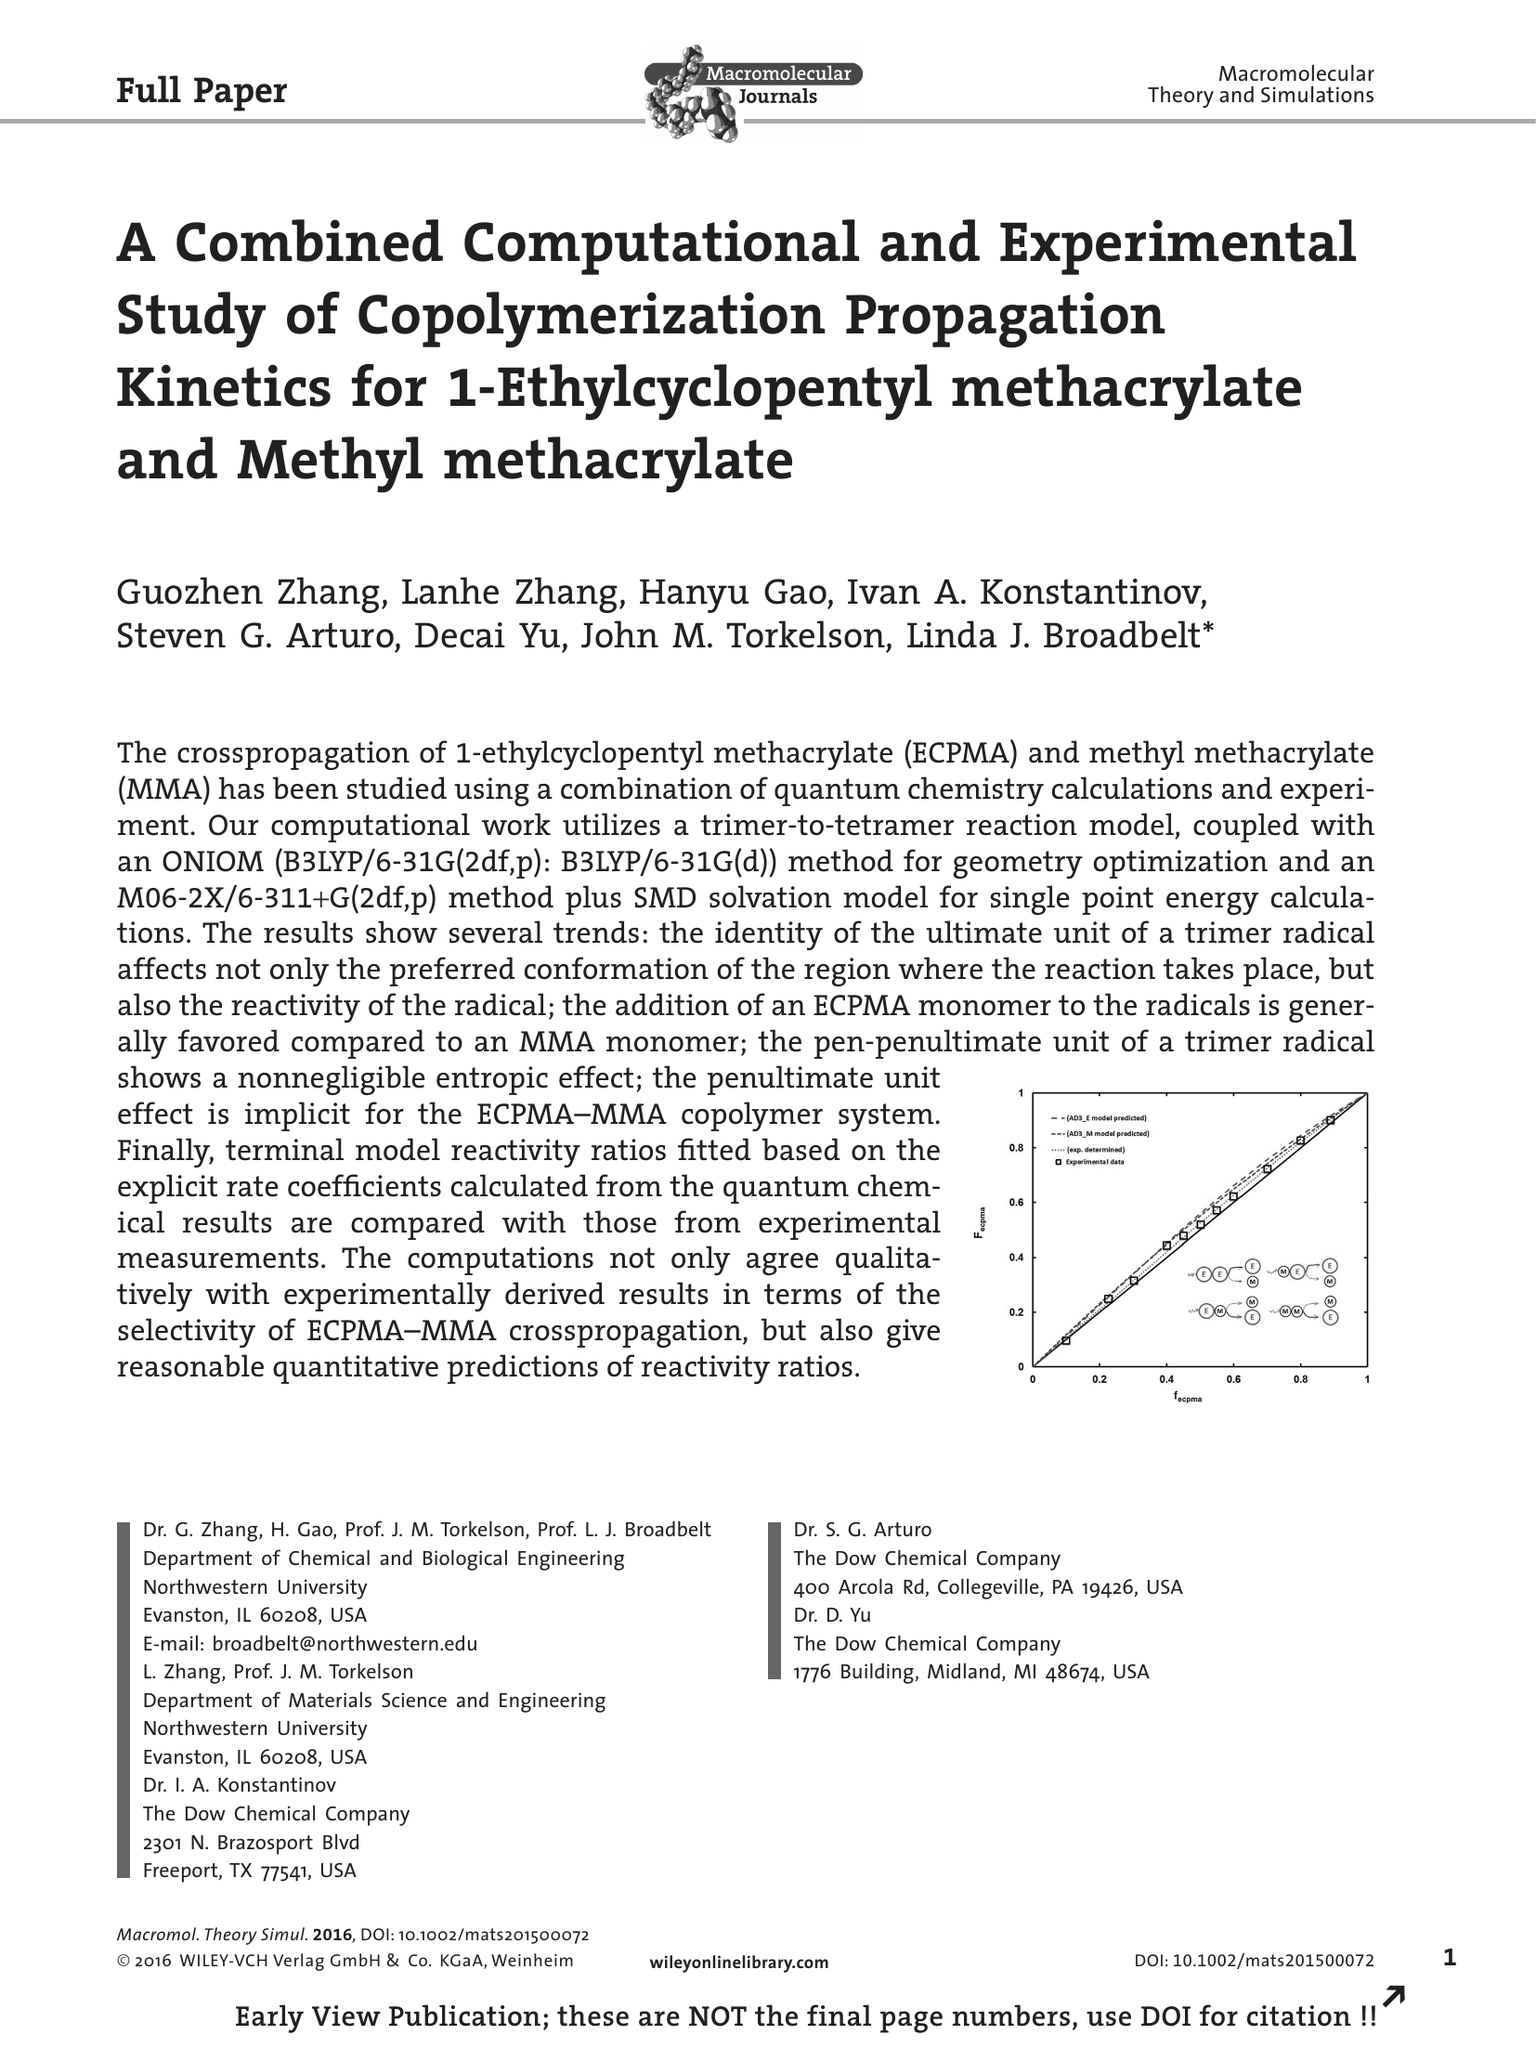 Full Paper
Macromolecular
Journals
Macromolecular
Theory and Simulations
A Combined Computational and Experimental
Study of Copolymerization Propagation
Kinetics for 1-Ethylcyclopentyl methacrylate
and Methyl methacrylate
Guozhen Zhang, Lanhe Zhang, Hanyu Gao, Ivan A. Konstantinov,
Steven G. Arturo, Decai Yu, John M. Torkelson, Linda J. Broadbelt*
The crosspropagation of 1-ethylcyclopentyl methacrylate (ECPMA) and methyl methacrylate
(MMA) has been studied using a combination of quantum chemistry calculations and experi-
ment. Our computational work utilizes a trimer-to-tetramer reaction model, coupled with
an ONIOM (B3LYP/6-31G(2df,p): B3LYP/6-31G(d)) method for geometry optimization and an
M06-2X/6-311+G(2df,p) method plus SMD solvation model for single point energy calcula-
tions. The results show several trends: the identity of the ultimate unit of a trimer radical
affects not only the preferred conformation of the region where the reaction takes place, but
also the reactivity of the radical; the addition of an ECPMA monomer to the radicals is gener-
ally favored compared to an MMA monomer; the pen-penultimate unit of a trimer radical
shows a nonnegligible entropic effect; the penultimate unit
effect is implicit for the ECPMA–MMA copolymer system.
Finally, terminal model reactivity ratios fitted based on the
explicit rate coefficients calculated from the quantum chem-
ical results are compared with those from experimental
measurements. The computations not only agree qualita-
tively with experimentally derived results in terms of the
selectivity of ECPMA–MMA crosspropagation, but also give
reasonable quantitative predictions of reactivity ratios.
1
(AD3_E model predicted)
(AD3_M model predicted)
(exp. determined)
Experimental data
0.8
0.6
F ecpma
0.4
E E E M
M E E M
0.2
E M M E
M M M E
0
0 0.2 0.4 0.6 0.8 1
f ecpma
Dr. G. Zhang, H. Gao, Prof. J. M. Torkelson, Prof. L. J. Broadbelt
Department of Chemical and Biological Engineering
Northwestern University
Evanston, IL 60208, USA
E-mail: broadbelt@northwestern.edu
L. Zhang, Prof. J. M. Torkelson
Department of Materials Science and Engineering
Northwestern University
Evanston, IL 60208, USA
Dr. I. A. Konstantinov
The Dow Chemical Company
2301 N. Brazosport Blvd
Freeport, TX 77541, USA
Dr. S. G. Arturo
The Dow Chemical Company
400 Arcola Rd, Collegeville, PA 19426, USA
Dr. D. Yu
The Dow Chemical Company
1776 Building, Midland, MI 48674, USA
Macromol. Theory Simul. 2016, DOI: 10.1002/mats201500072
© 2016 WILEY-VCH Verlag GmbH & Co. KGaA, Weinheim
wileyonlinelibrary.com
DOI: 10.1002/mats201500072
1
Early View Publication; these are NOT the final page numbers, use DOI for citation !!